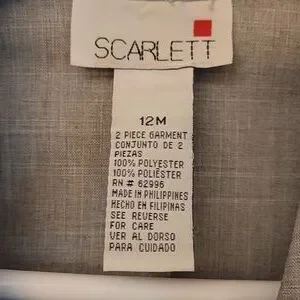 SCARLETT
12M
2 PIECE GARMENT
CONJUNTO DE 2
PIEZAS
100% POLYESTER
100% POLIÉSTER
RN # 62996
MADE IN PHILIPPINES
HECHO EN FILIPINAS
SEE REVERSE
FOR CARE
VER AL DORSO
PARA CUIDADO